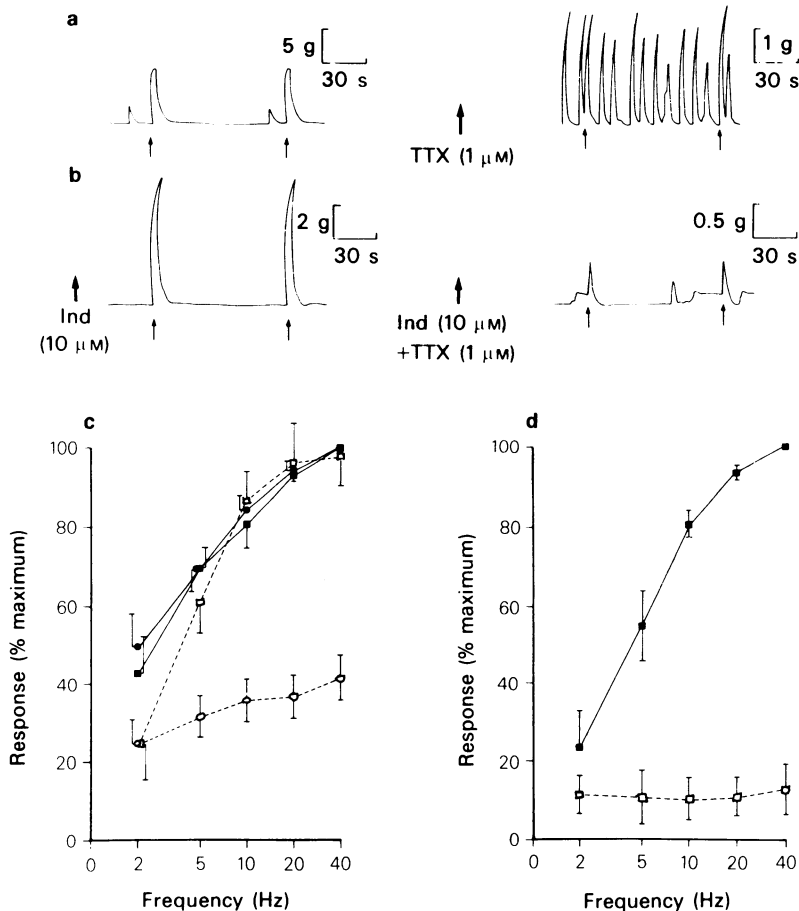 a
5 g
30 s
TTX (1 μM)
1 g
30 s
b
Ind
(10 μM)
2 g
30 s
Ind (10 μM)
+TTX (1 μM)
0.5 g
30 s
c
Response (% maximum)
100
80
60
40
20
0
0 2 5 10 20 40
Frequency (Hz)
d
Response (% maximum)
100
80
60
40
20
0
0 2 5 10 20 40
Frequency (Hz)